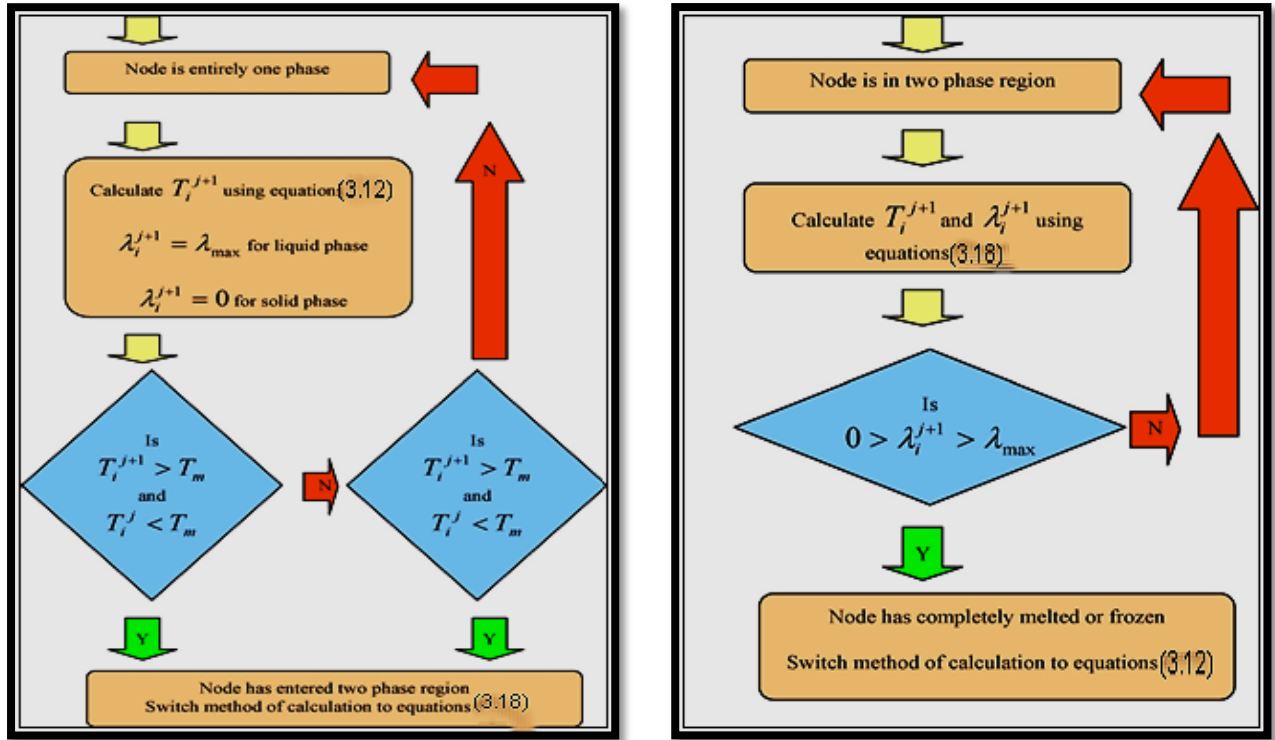 Node is entirely one phase
Calculate T_i^{j+1} using equation(3.12)
λ_i^{j+1} = λ_max for liquid phase
λ_i^{j+1} = 0 for solid phase
N
Is
T_i^{j+1} > T_m
and
T_i^j < T_m
N
Is
T_i^{j+1} > T_m
and
T_i^j < T_m
Y
Y
Node has entered two phase region
Switch method of calculation to equations(3.18)
Node is in two phase region
Calculate T_i^{j+1} and λ_i^{j+1} using
equations(3.18)
Is
0 > λ_i^{j+1} > λ_max
N
Y
Node has completely melted or frozen
Switch method of calculation to equations(3.12)